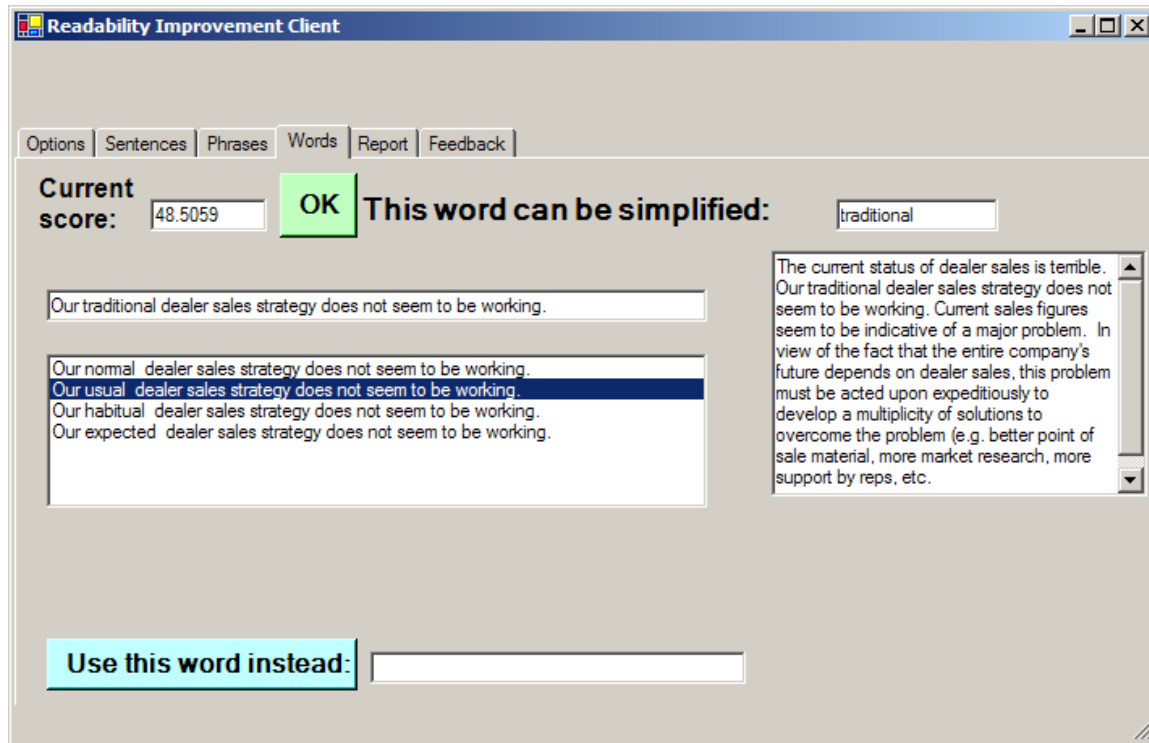 Readability Improvement Client
Options Sentences Phrases Words Report Feedback
Current
score:
48.5059
OK
This word can be simplified:
traditional
Our traditional dealer sales strategy does not seem to be working.
Our normal  dealer sales strategy does not seem to be working.
Our usual  dealer sales strategy does not seem to be working.
Our habitual  dealer sales strategy does not seem to be working.
Our expected  dealer sales strategy does not seem to be working.
The current status of dealer sales is terrible.
Our traditional dealer sales strategy does not
seem to be working. Current sales figures
seem to be indicative of a major problem.  In
view of the fact that the entire company's
future depends on dealer sales, this problem
must be acted upon expeditiously to
develop a multiplicity of solutions to
overcome the problem (e.g. better point of
sale material, more market research, more
support by reps, etc.
Use this word instead: